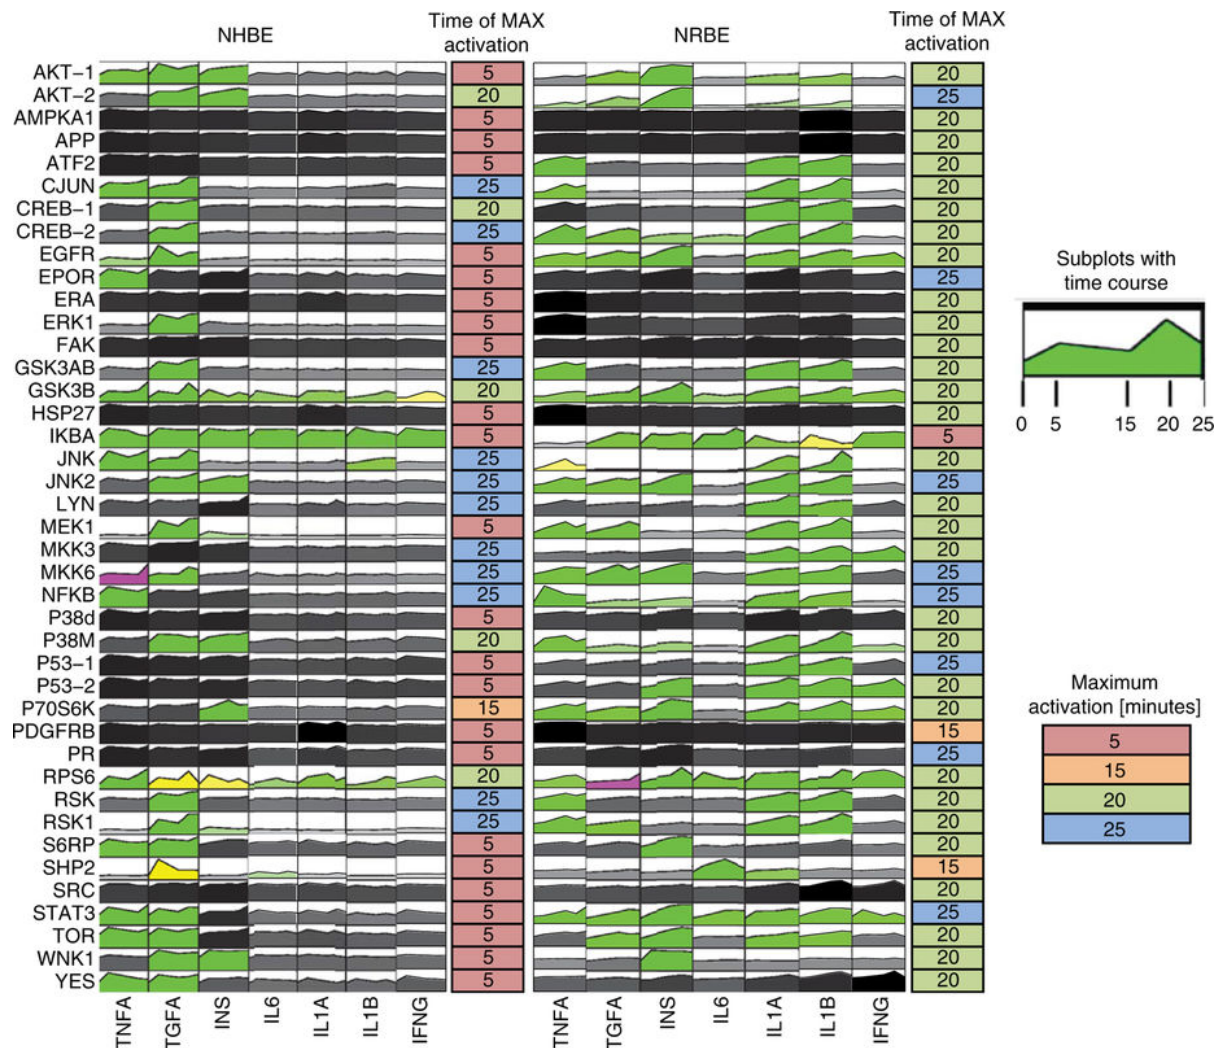 NHBE Time of MAX activation NRBE Time of MAX activation
AKT-1 5 20
AKT-2 20 25
AMPKA1 5 20
APP 5 20
ATF2 5 20
CJUN 25 20
CREB-1 20 20
CREB-2 25 20
EGFR 5 20
EPOR 5 25
ERA 5 20
ERK1 5 20
FAK 5 20
GSK3AB 25 20
GSK3B 20 20
HSP27 5 20
IKBA 5 5
JNK 25 20
JNK2 25 25
LYN 25 20
MEK1 5 20
MKK3 25 20
MKK6 25 25
NFKB 25 25
P38d 5 20
P38M 20 20
P53-1 5 25
P53-2 5 20
P70S6K 15 20
PDGFRB 5 15
PR 5 25
RPS6 20 20
RSK 25 20
RSK1 25 20
S6RP 5 20
SHP2 5 15
SRC 5 20
STAT3 5 25
TOR 5 20
WNK1 5 20
YES 5 20
TNFA TGFA INS IL6 IL1A IL1B IFNG TNFA TGFA INS IL6 IL1A IL1B IFNG
Subplots with
time course
0 5 15 20 25
Maximum
activation [minutes]
5
15
20
25